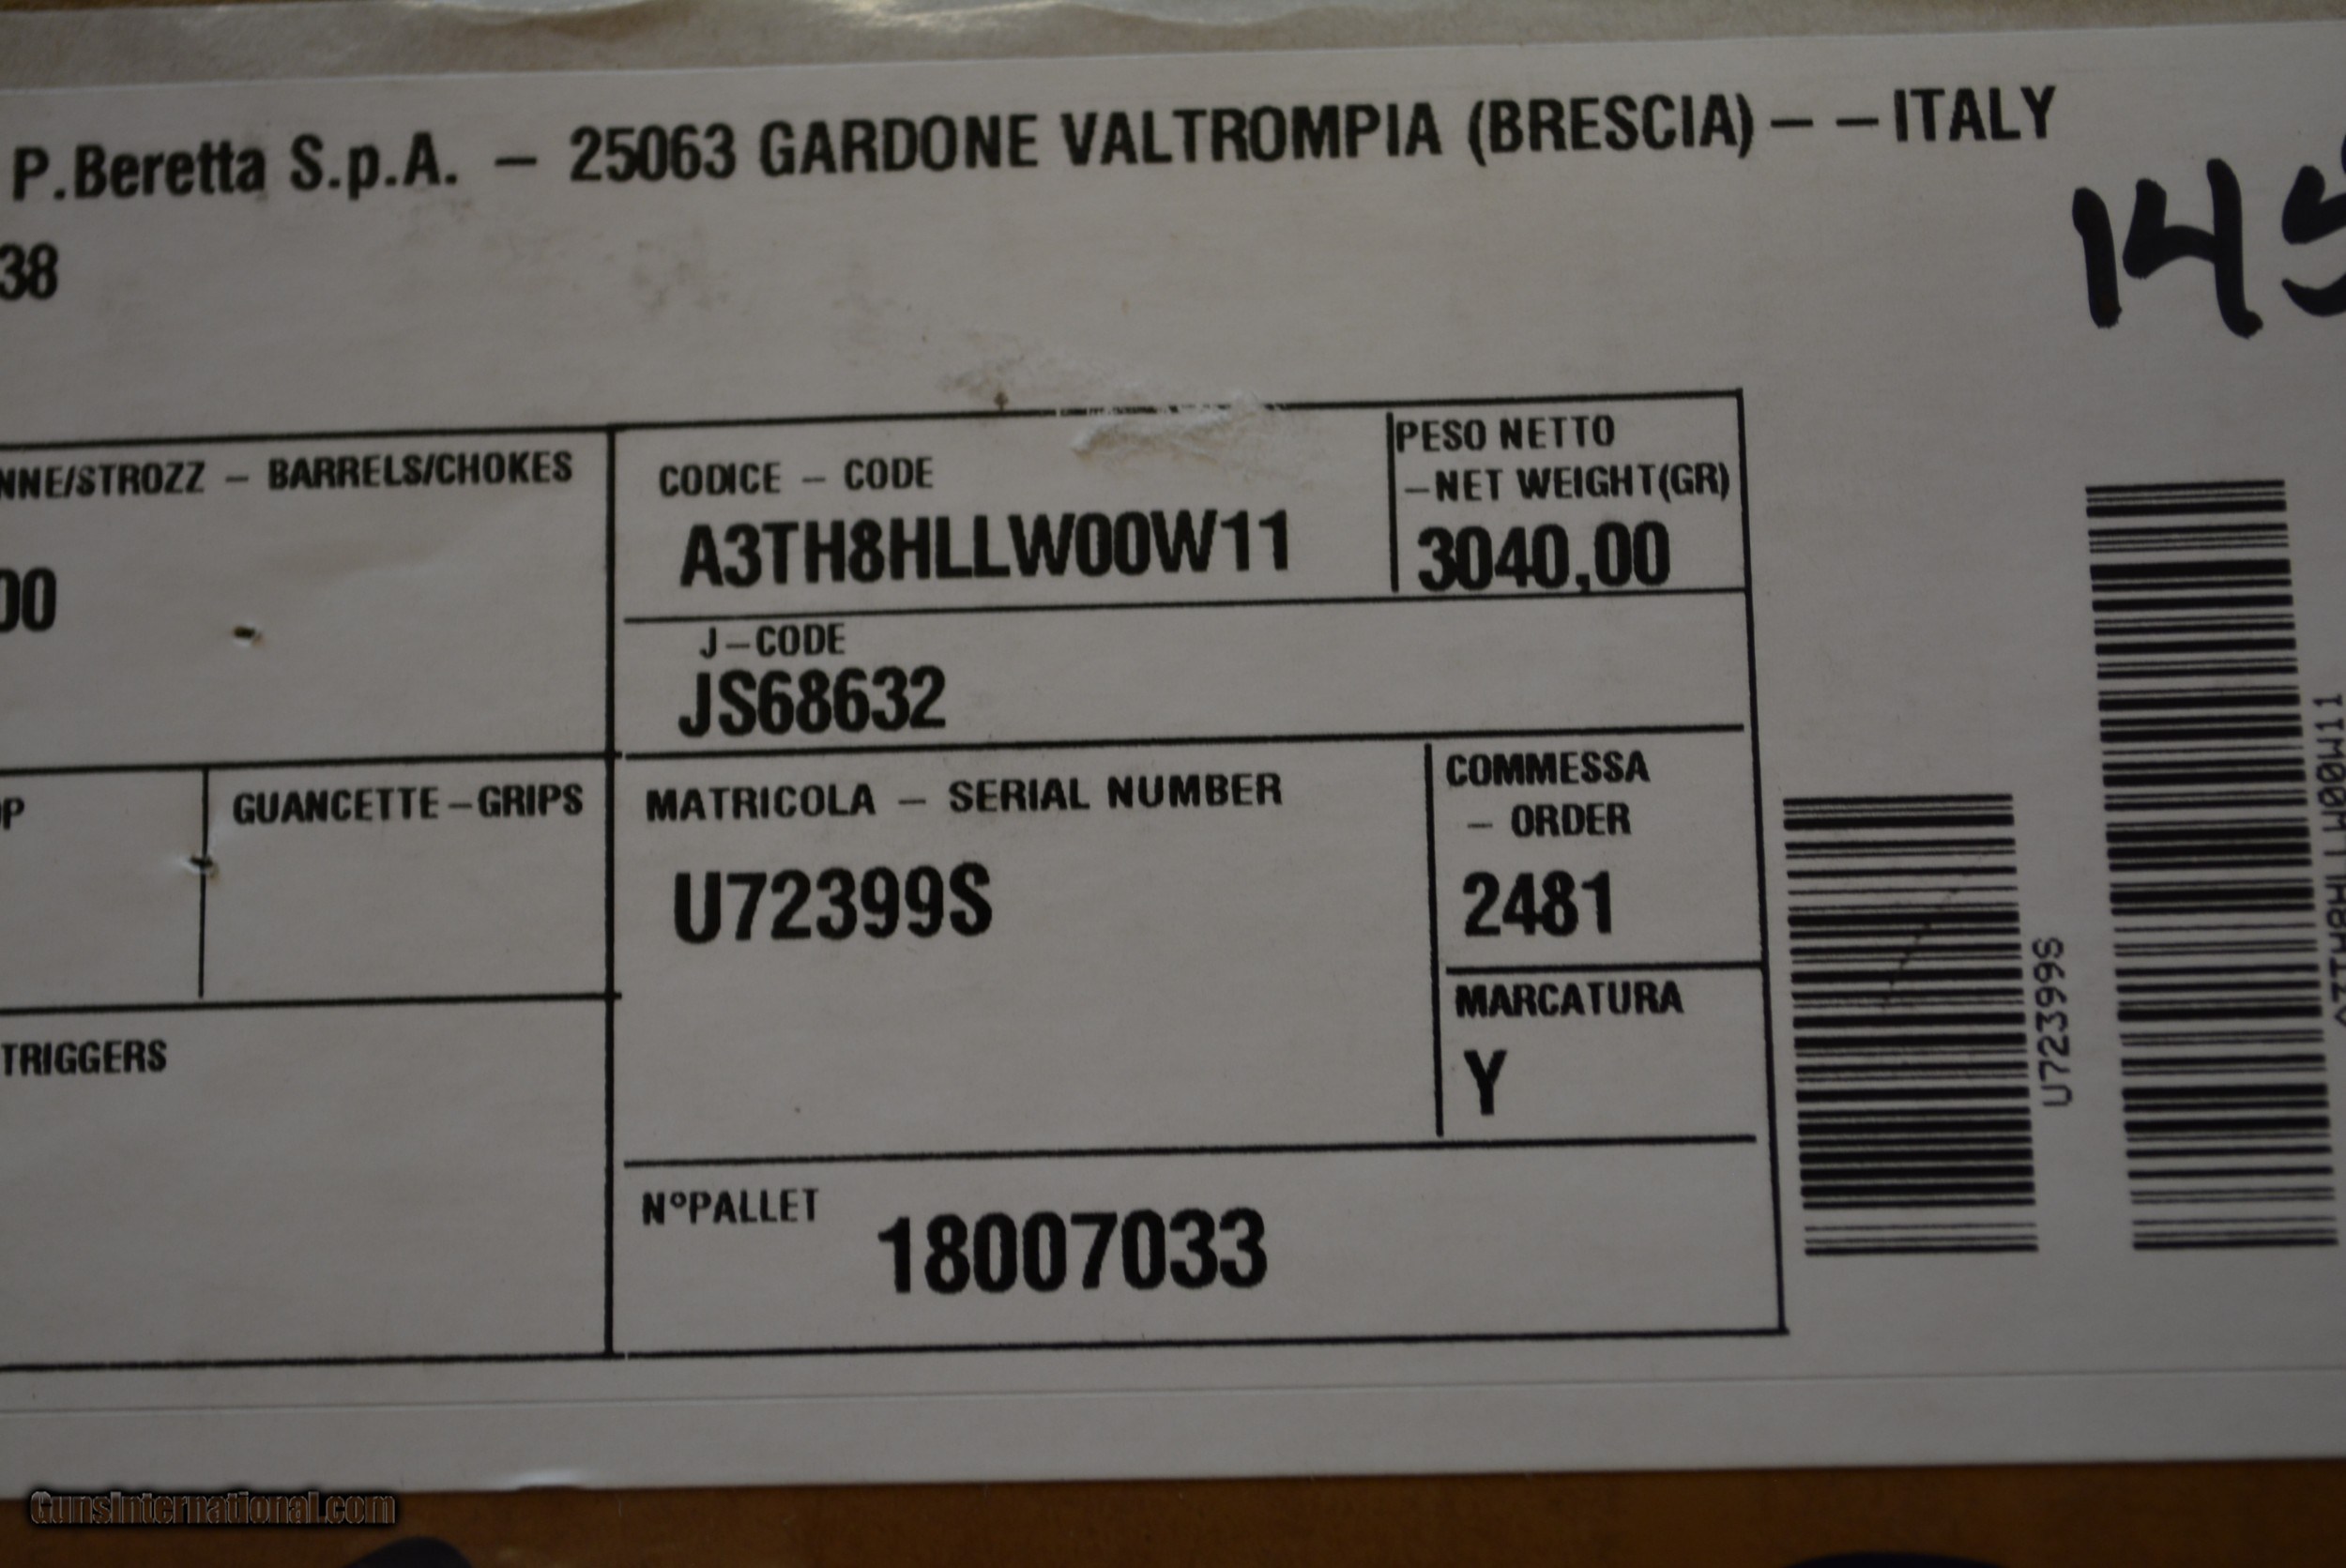 P.Beretta S.p.A. – 25063 GARDONE VALTROMPIA (BRESCIA) – – ITALY
38
145
NNE/STROZZ – BARRELS/CHOKES
00
CODICE – CODE
A3TH8HLLW00W11
PESO NETTO
–NET WEIGHT(GR)
3040,00
J–CODE
JS68632
GUANCETTE–GRIPS
MATRICOLA – SERIAL NUMBER
U72399S
COMMESSA
– ORDER
2481
MARCATURA
Y
TRIGGERS
N°PALLET
18007033
U72399S
A3TH8HLLW00W11
GunsInternational.com